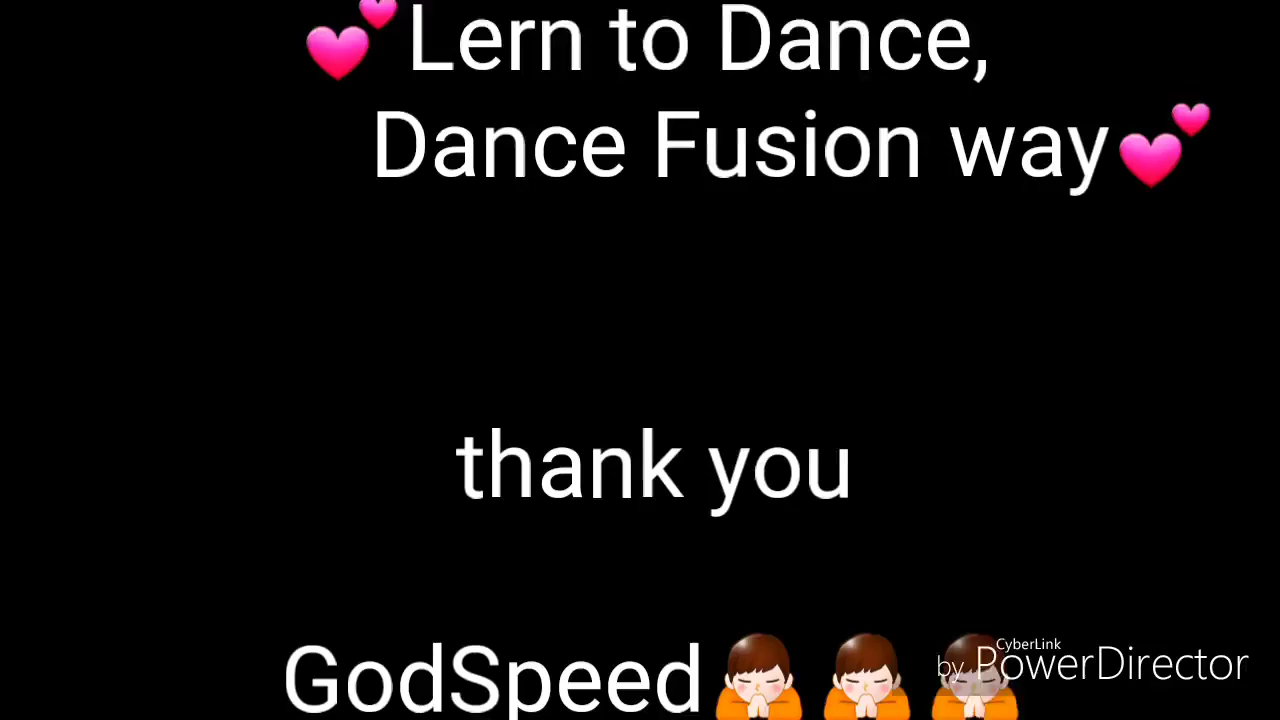 💕Lern to Dance,
Dance Fusion way💕
thank you
GodSpeed🙏🙏🙏
CyberLink
by PowerDirector